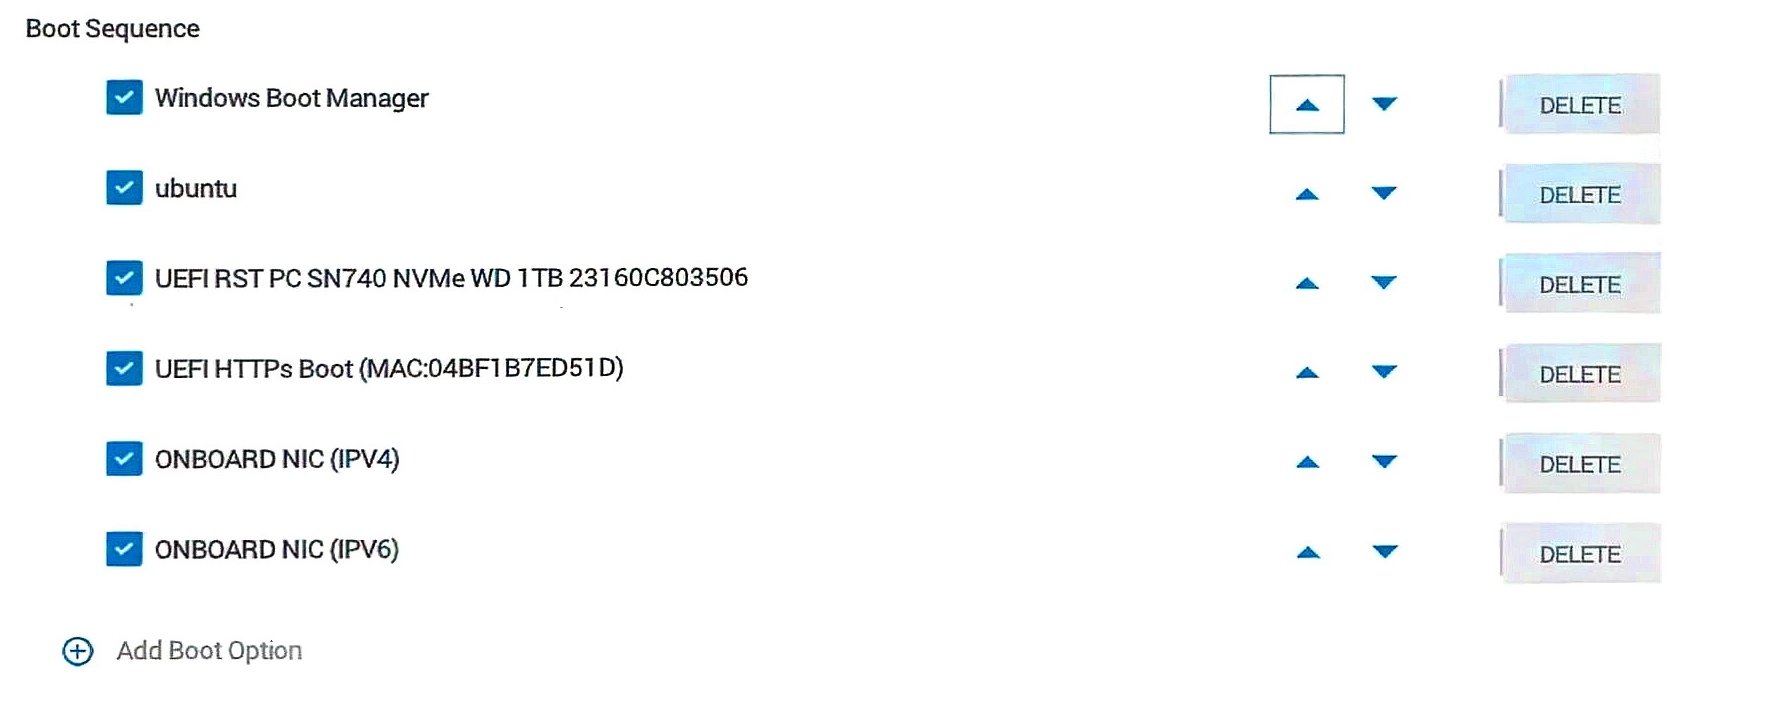 Boot Sequence
Windows Boot Manager DELETE
ubuntu DELETE
UEFI RST PC SN740 NVMe WD 1TB 23160C803506 DELETE
UEFI HTTPs Boot (MAC:04BF1B7ED51D) DELETE
ONBOARD NIC (IPV4) DELETE
ONBOARD NIC (IPV6) DELETE
Add Boot Option